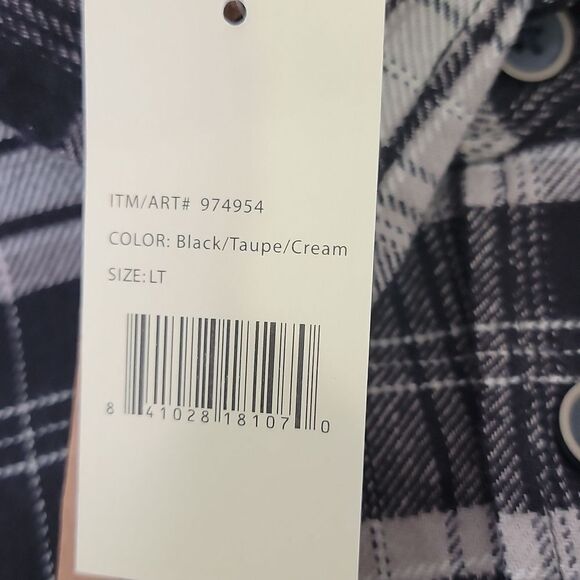 ITM/ART# 974954
COLOR: Black/Taupe/Cream
SIZE: LT
8 41028 18107 0